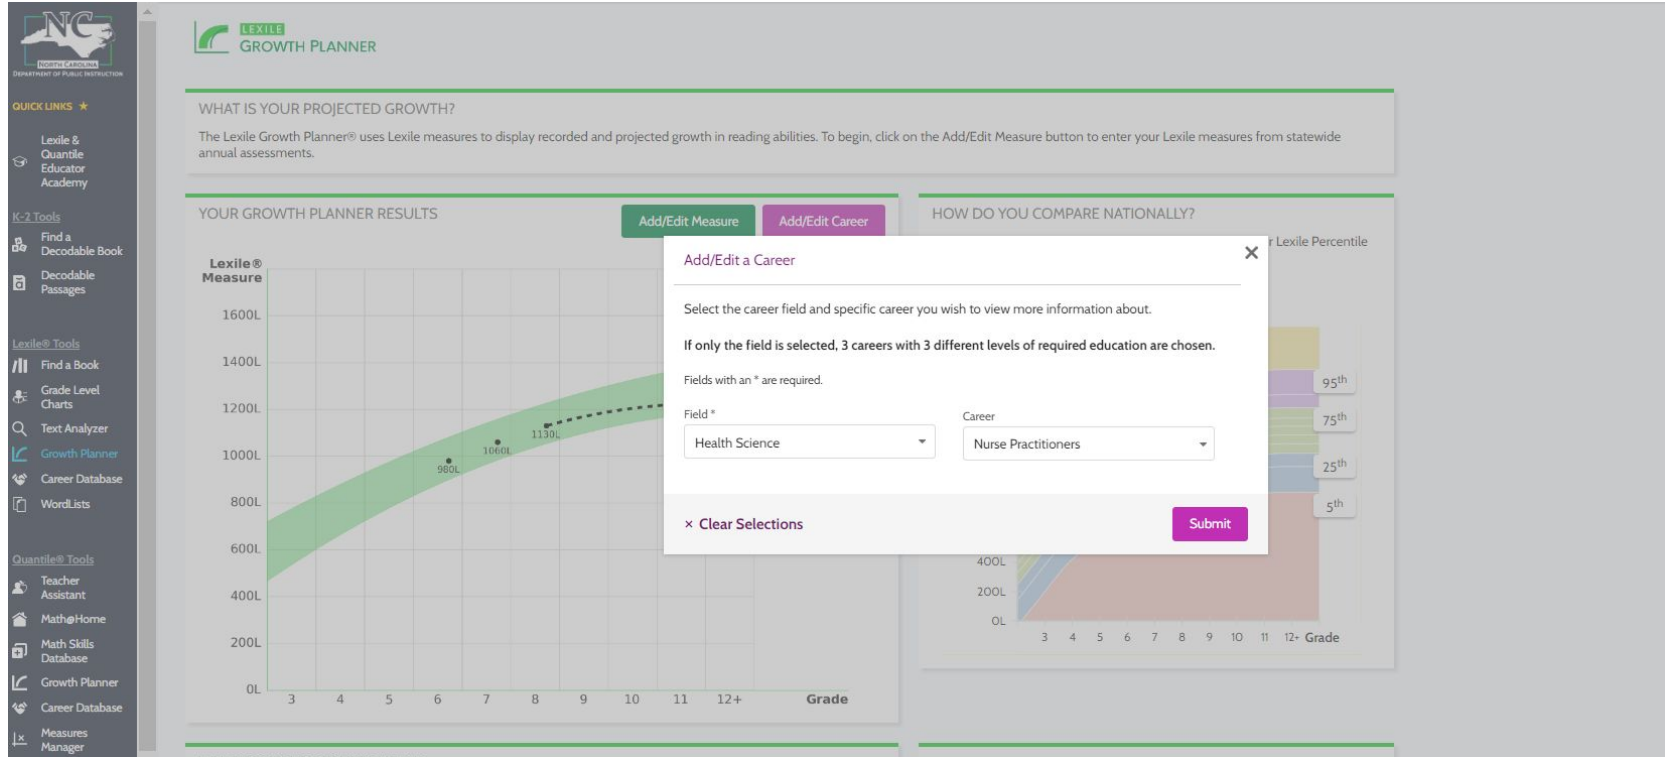 NC
NORTH CAROLINA
DEPARTMENT OF PUBLIC INSTRUCTION
QUICK LINKS ★
Lexile &
Quantile
Educator
Academy
K-2 Tools
Find a
Decodable Book
Decodable
Passages
Lexile® Tools
Find a Book
Grade Level
Charts
Text Analyzer
Growth Planner
Career Database
WordLists
Quantile® Tools
Teacher
Assistant
Math@Home
Math Skills
Database
Growth Planner
Career Database
Measures
Manager
LEXILE
GROWTH PLANNER
WHAT IS YOUR PROJECTED GROWTH?
The Lexile Growth Planner® uses Lexile measures to display recorded and projected growth in reading abilities. To begin, click on the Add/Edit Measure button to enter your Lexile measures from statewide
annual assessments.
YOUR GROWTH PLANNER RESULTS
Add/Edit Measure
Add/Edit Career
Lexile®
Measure
1600L
1400L
1200L
1000L
800L
600L
400L
200L
0L
980L
1060L
1130L
3 4 5 6 7 8 9 10 11 12+ Grade
HOW DO YOU COMPARE NATIONALLY?
r Lexile Percentile
95th
75th
25th
5th
400L
200L
0L
3 4 5 6 7 8 9 10 11 12+ Grade
Add/Edit a Career
×
Select the career field and specific career you wish to view more information about.
If only the field is selected, 3 careers with 3 different levels of required education are chosen.
Fields with an * are required.
Field *
Career
Health Science
Nurse Practitioners
× Clear Selections
Submit